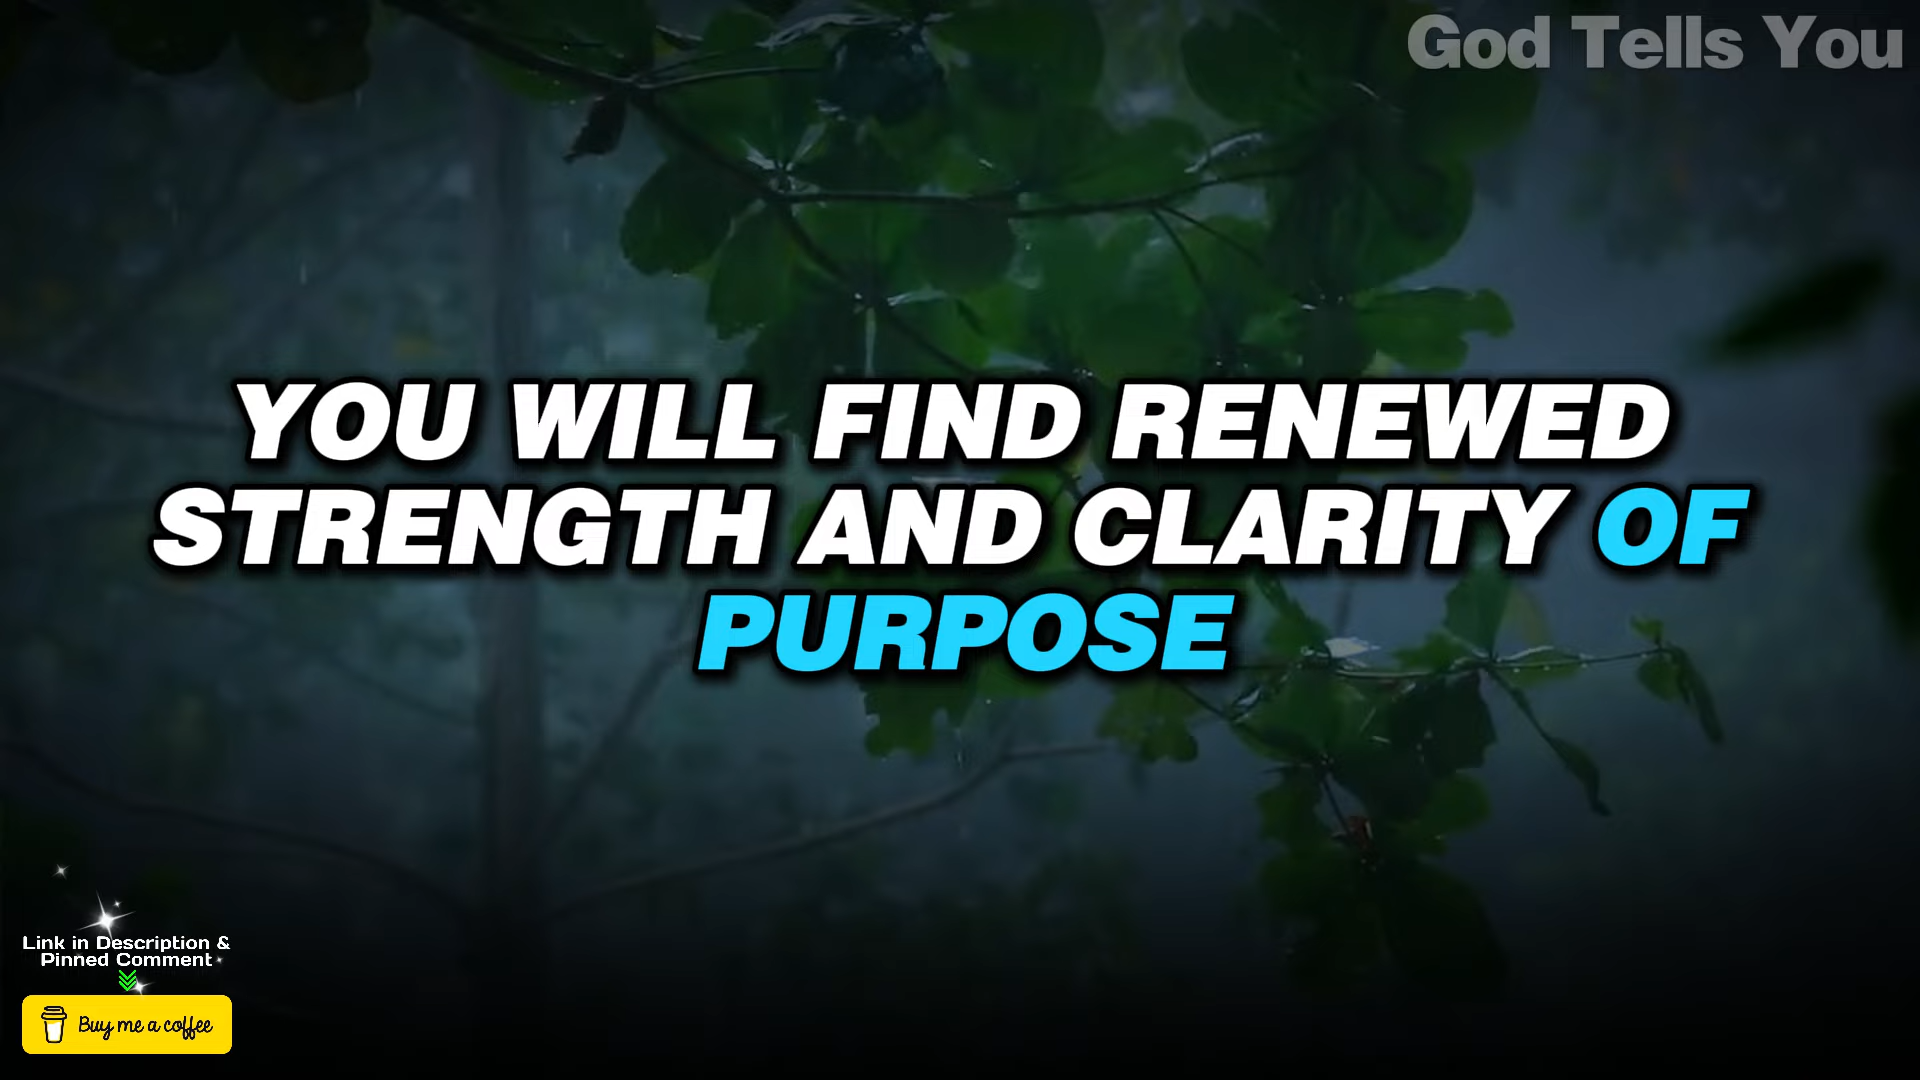 God Tells You
YOU WILL FIND RENEWED
STRENGTH AND CLARITY OF
PURPOSE
Link in Description &
Pinned Comment
Buy me a coffee